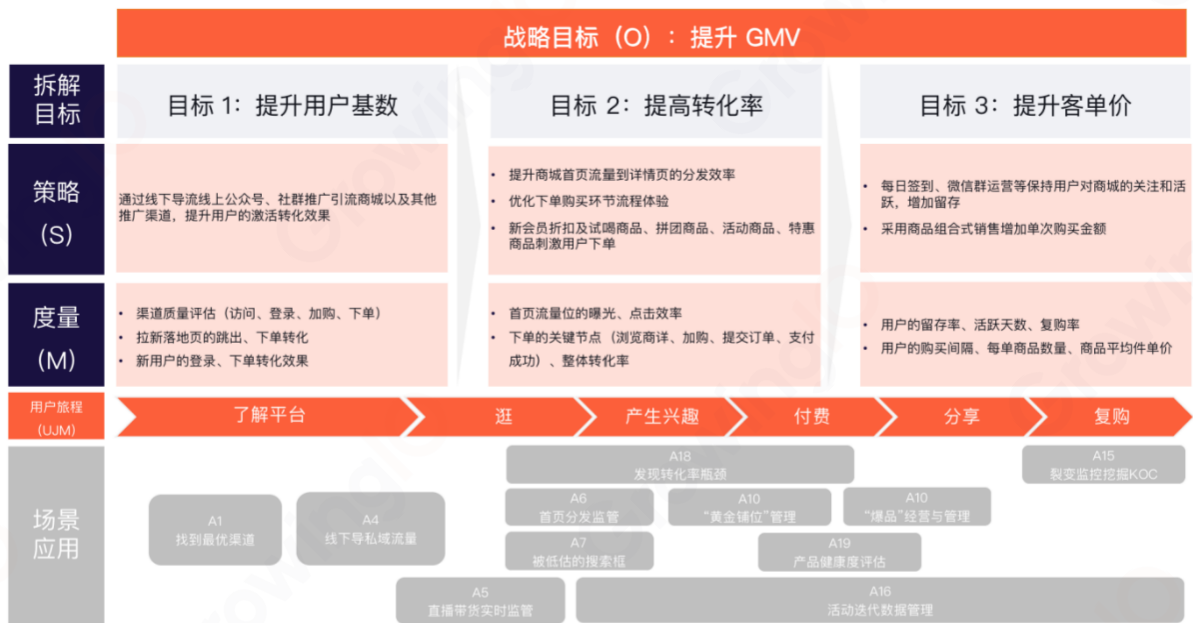 战略目标（O）：提升 GMV
拆解
目标
目标 1：提升用户基数
目标 2：提高转化率
目标 3：提升客单价
策略
（S）
通过线下导流线上公众号、社群推广引流商城以及其他
推广渠道，提升用户的激活转化效果
• 提升商城首页流量到详情页的分发效率
• 优化下单购买环节流程体验
• 新会员折扣及试喝商品、拼团商品、活动商品、特惠
商品刺激用户下单
• 每日签到、微信群运营等保持用户对商城的关注和活
跃，增加留存
• 采用商品组合式销售增加单次购买金额
度量
（M）
• 渠道质量评估（访问、登录、加购、下单）
• 拉新落地页的跳出、下单转化
• 新用户的登录、下单转化效果
• 首页流量位的曝光、点击效率
• 下单的关键节点（浏览商详、加购、提交订单、支付
成功）、整体转化率
• 用户的留存率、活跃天数、复购率
• 用户的购买间隔、每单商品数量、商品平均件单价
用户旅程
（UJM）
了解平台
逛
产生兴趣
付费
分享
复购
场景
应用
A1
找到最优渠道
A4
线下导私域流量
A18
发现转化率瓶颈
A15
裂变监控挖掘KOC
A6
首页分发监管
A10
“黄金铺位”管理
A10
“爆品”经营与管理
A7
被低估的搜索框
A19
产品健康度评估
A5
直播带货实时监管
A16
活动迭代数据管理
GrowingIO